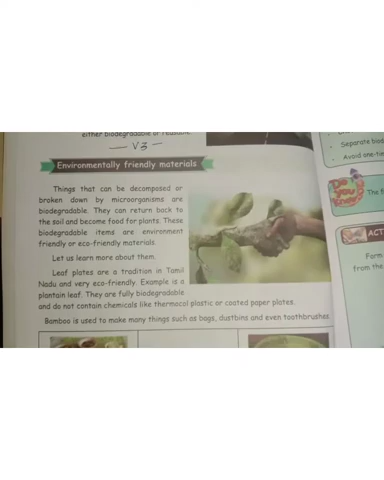 either biodegradable or
— V3 —
Environmentally friendly materials
Things that can be decomposed or
broken down by microorganisms are
biodegradable. They can return back to
the soil and become food for plants. These
biodegradable items are environment
friendly or eco-friendly materials.
Let us learn more about them.
Leaf plates are a tradition in Tamil
Nadu and very eco-friendly. Example is a
plantain leaf. They are fully biodegradable
and do not contain chemicals like thermocol plastic or coated paper plates.
Bamboo is used to make many things such as bags, dustbins and even toothbrushes.
Separate
Avoid
Do
You
Know
The
ACT
Form
from the